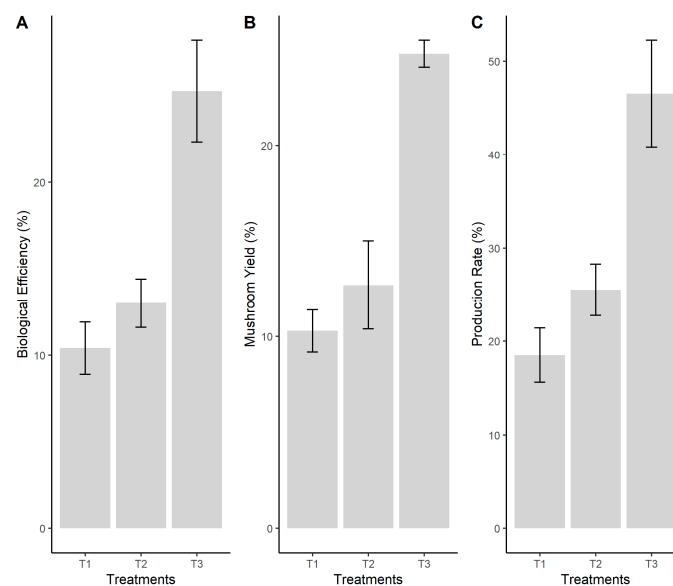 A
Biological Efficiency (%)
20
10
0
T1 T2 T3
Treatments
B
Mushroom Yield (%)
20
10
0
T1 T2 T3
Treatments
C
Producion Rate (%)
50
40
30
20
10
0
T1 T2 T3
Treatments